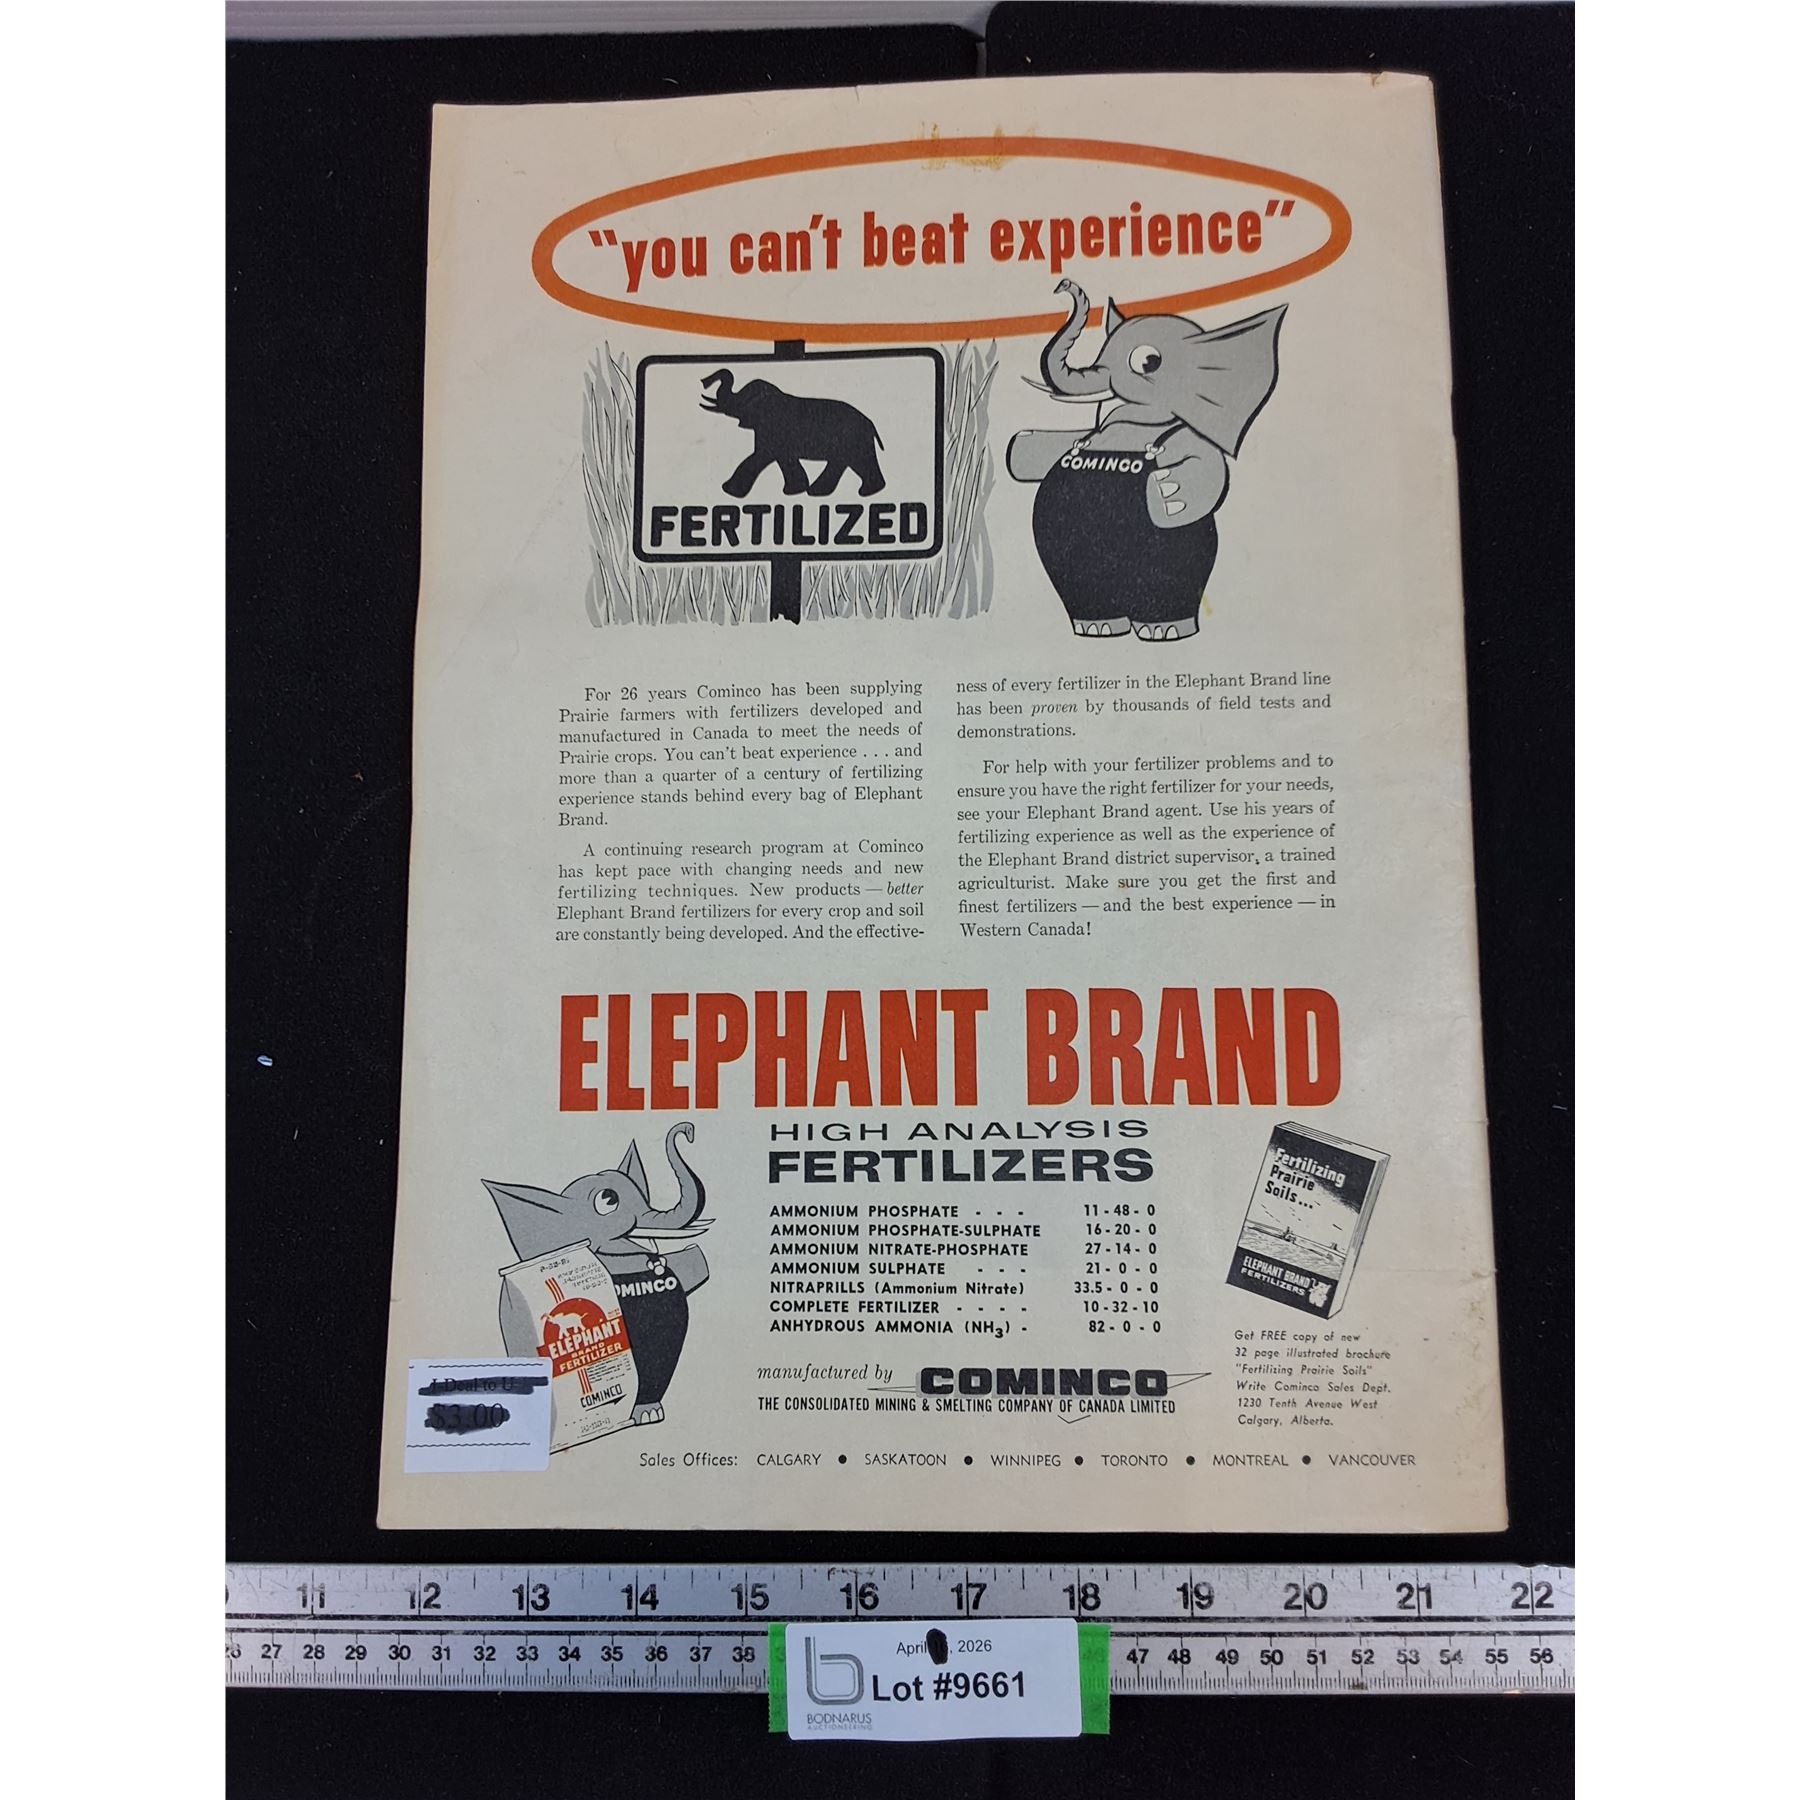 "you can't beat experience"
FERTILIZED
COMINCO
For 26 years Cominco has been supplying
Prairie farmers with fertilizers developed and
manufactured in Canada to meet the needs of
Prairie crops. You can't beat experience . . . and
more than a quarter of a century of fertilizing
experience stands behind every bag of Elephant
Brand.
A continuing research program at Cominco
has kept pace with changing needs and new
fertilizing techniques. New products — better
Elephant Brand fertilizers for every crop and soil
are constantly being developed. And the effective-
ness of every fertilizer in the Elephant Brand line
has been proven by thousands of field tests and
demonstrations.
For help with your fertilizer problems and to
ensure you have the right fertilizer for your needs,
see your Elephant Brand agent. Use his years of
fertilizing experience as well as the experience of
the Elephant Brand district supervisor, a trained
agriculturist. Make sure you get the first and
finest fertilizers — and the best experience — in
Western Canada!
ELEPHANT BRAND
HIGH ANALYSIS
FERTILIZERS
AMMONIUM PHOSPHATE - - - 11 - 48 - 0
AMMONIUM PHOSPHATE-SULPHATE 16 - 20 - 0
AMMONIUM NITRATE-PHOSPHATE 27 - 14 - 0
AMMONIUM SULPHATE - - - 21 - 0 - 0
NITRAPRILLS (Ammonium Nitrate) 33.5 - 0 - 0
COMPLETE FERTILIZER - - - - 10 - 32 - 10
ANHYDROUS AMMONIA (NH3) - 82 - 0 - 0
manufactured by COMINCO
THE CONSOLIDATED MINING & SMELTING COMPANY OF CANADA LIMITED
OMINCO
ELEPHANT
BRAND
FERTILIZER
COMINCO
Fertilizing
Prairie
Soils...
ELEPHANT BRAND
FERTILIZERS
Get FREE copy of new
32 page illustrated brochure
"Fertilizing Prairie Soils"
Write Cominco Sales Dept.
1230 Tenth Avenue West
Calgary, Alberta.
I Deal to U
$3.00
Sales Offices: CALGARY ● SASKATOON ● WINNIPEG ● TORONTO ● MONTREAL ● VANCOUVER
11 12 13 14 15 16 17 18 19 20 21 22
27 28 29 30 31 32 33 34 35 36 37 38 47 48 49 50 51 52 53 54 55 56
April , 2026
Lot #9661
BODNARUS
AUCTIONEERING